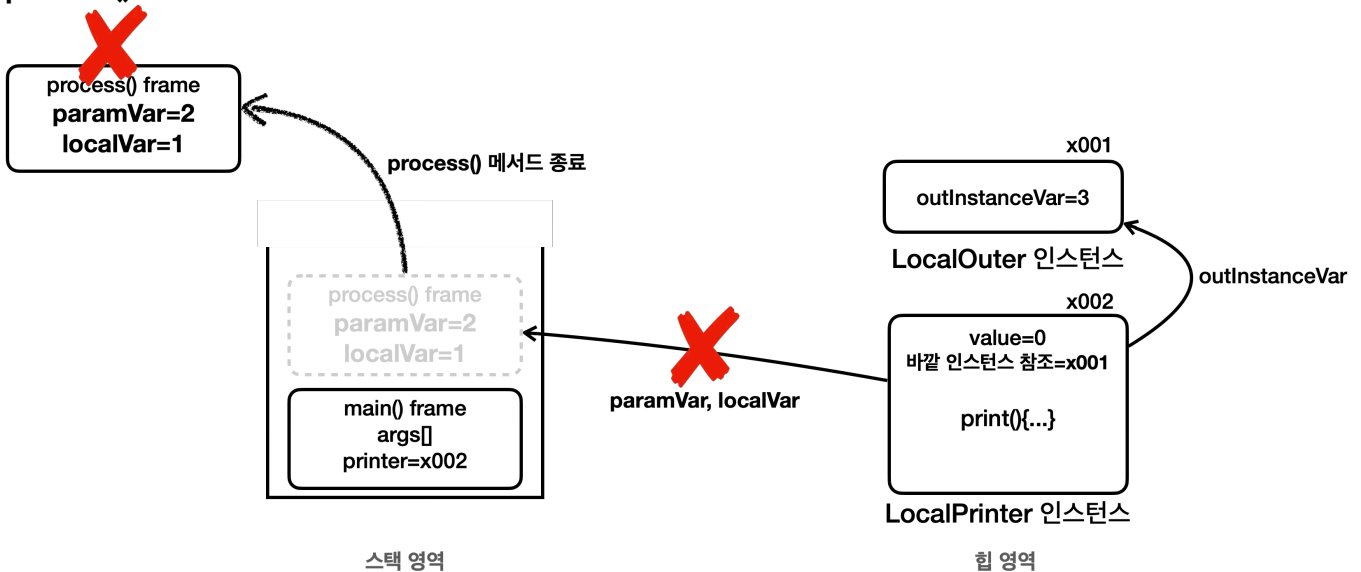 process() frame
paramVar=2
localVar=1
process() 메서드 종료
process() frame
paramVar=2
localVar=1
main() frame
args[]
printer=x002
스택 영역
paramVar, localVar
x001
outInstanceVar=3
LocalOuter 인스턴스
outInstanceVar
x002
value=0
바깥 인스턴스 참조=x001
print(){...}
LocalPrinter 인스턴스
힙 영역